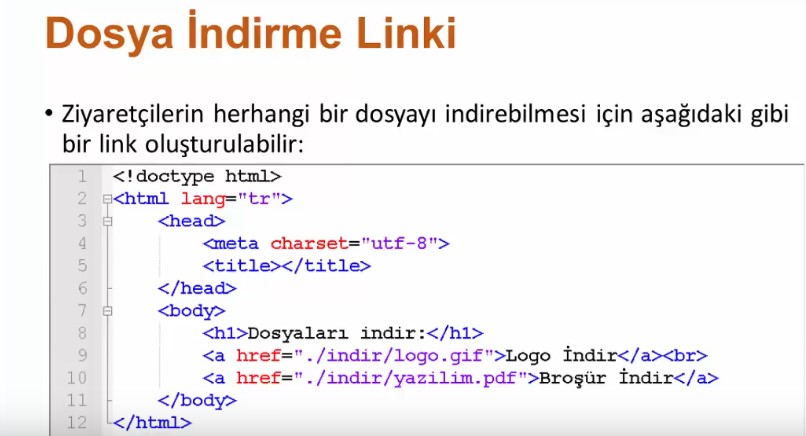 Dosya İndirme Linki
• Ziyaretçilerin herhangi bir dosyayı indirebilmesi için aşağıdaki gibi
bir link oluşturulabilir:
1 <!doctype html>
2 <html lang="tr">
3 <head>
4 <meta charset="utf-8">
5 <title></title>
6 </head>
7 <body>
8 <h1>Dosyaları indir:</h1>
9 <a href="./indir/logo.gif">Logo İndir</a><br>
10 <a href="./indir/yazilim.pdf">Broşür İndir</a>
11 </body>
12 </html>